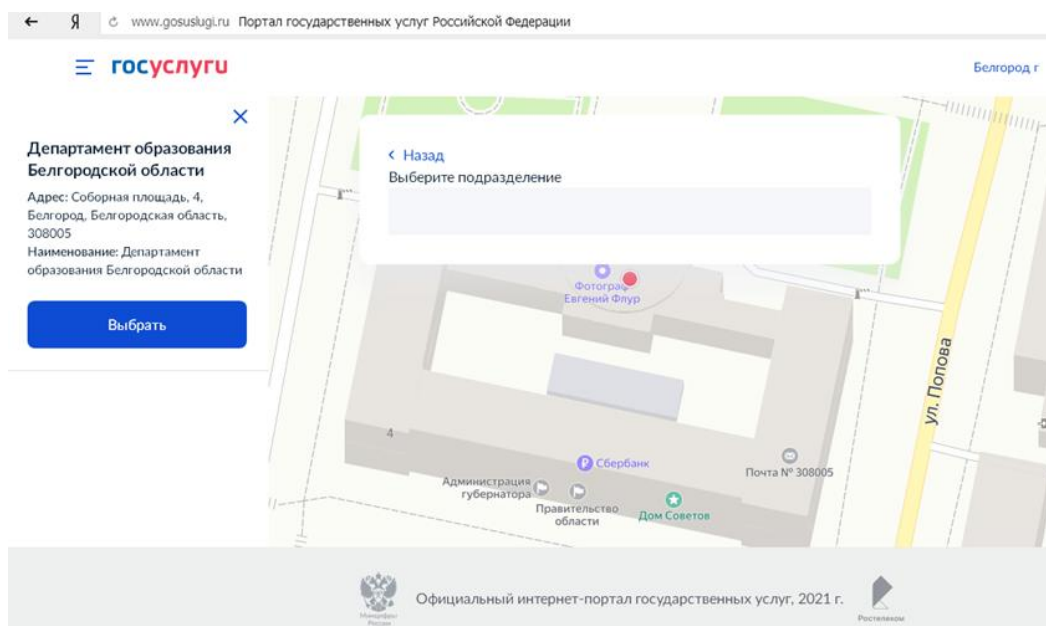 www.gosuslugi.ru Портал государственных услуг Российской Федерации
госуслуги
Белгород г
Департамент образования
Белгородской области
Адрес: Соборная площадь, 4,
Белгород, Белгородская область,
308005
Наименование: Департамент
образования Белгородской области
Выбрать
Назад
Выберите подразделение
Фотограф
Евгений Флур
ул. Попова
4
Сбербанк
Почта № 308005
Администрация
губернатора
Правительство
области
Дом Советов
Официальный интернет-портал государственных услуг, 2021 г.
Минцифры
России
Ростелеком